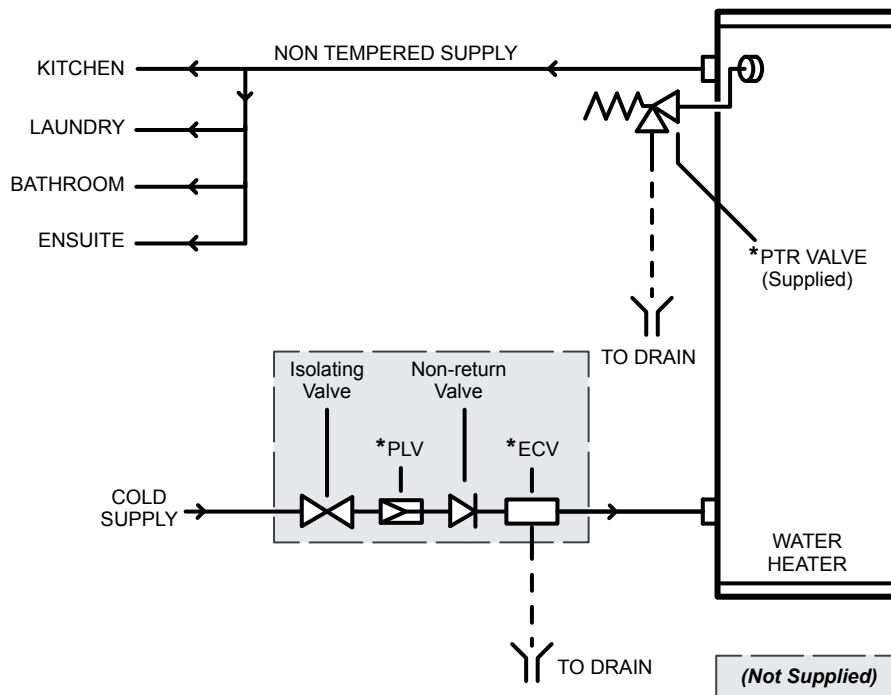 NON TEMPERED SUPPLY
KITCHEN
LAUNDRY
BATHROOM
ENSUITE
*PTR VALVE
(Supplied)
TO DRAIN
Isolating
Valve
Non-return
Valve
*PLV
*ECV
COLD
SUPPLY
WATER
HEATER
TO DRAIN
(Not Supplied)